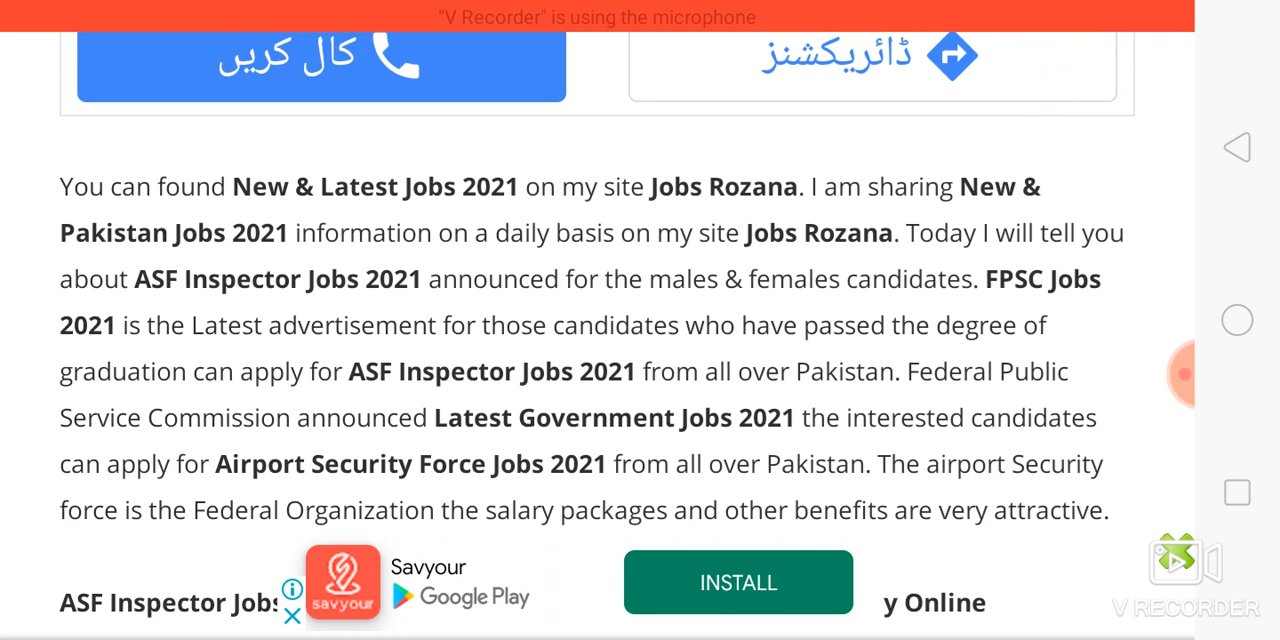 "V Recorder" is using the microphone
کال کریں
ڈائریکشنز
You can found New & Latest Jobs 2021 on my site Jobs Rozana. I am sharing New &
Pakistan Jobs 2021 information on a daily basis on my site Jobs Rozana. Today I will tell you
about ASF Inspector Jobs 2021 announced for the males & females candidates. FPSC Jobs
2021 is the Latest advertisement for those candidates who have passed the degree of
graduation can apply for ASF Inspector Jobs 2021 from all over Pakistan. Federal Public
Service Commission announced Latest Government Jobs 2021 the interested candidates
can apply for Airport Security Force Jobs 2021 from all over Pakistan. The airport Security
force is the Federal Organization the salary packages and other benefits are very attractive.
Savyour
savyour
Google Play
INSTALL
ASF Inspector Jobs
y Online
V RECORDER